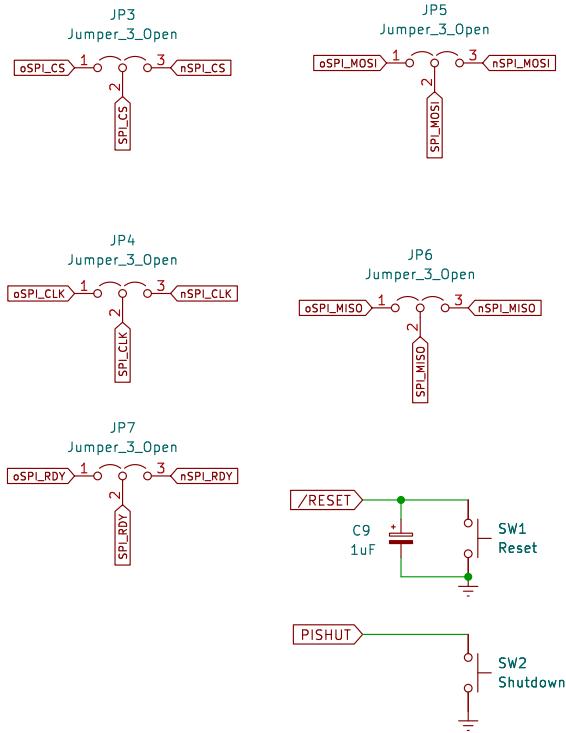 JP3
Jumper_3_Open
oSPI_CS 1 3 nSPI_CS
2
SPI_CS
JP5
Jumper_3_Open
oSPI_MOSI 1 3 nSPI_MOSI
2
SPI_MOSI
JP4
Jumper_3_Open
oSPI_CLK 1 3 nSPI_CLK
2
SPI_CLK
JP6
Jumper_3_Open
oSPI_MISO 1 3 nSPI_MISO
2
SPI_MISO
JP7
Jumper_3_Open
oSPI_RDY 1 3 nSPI_RDY
2
SPI_RDY
/RESET
C9
1uF
+
SW1
Reset
PISHUT
SW2
Shutdown